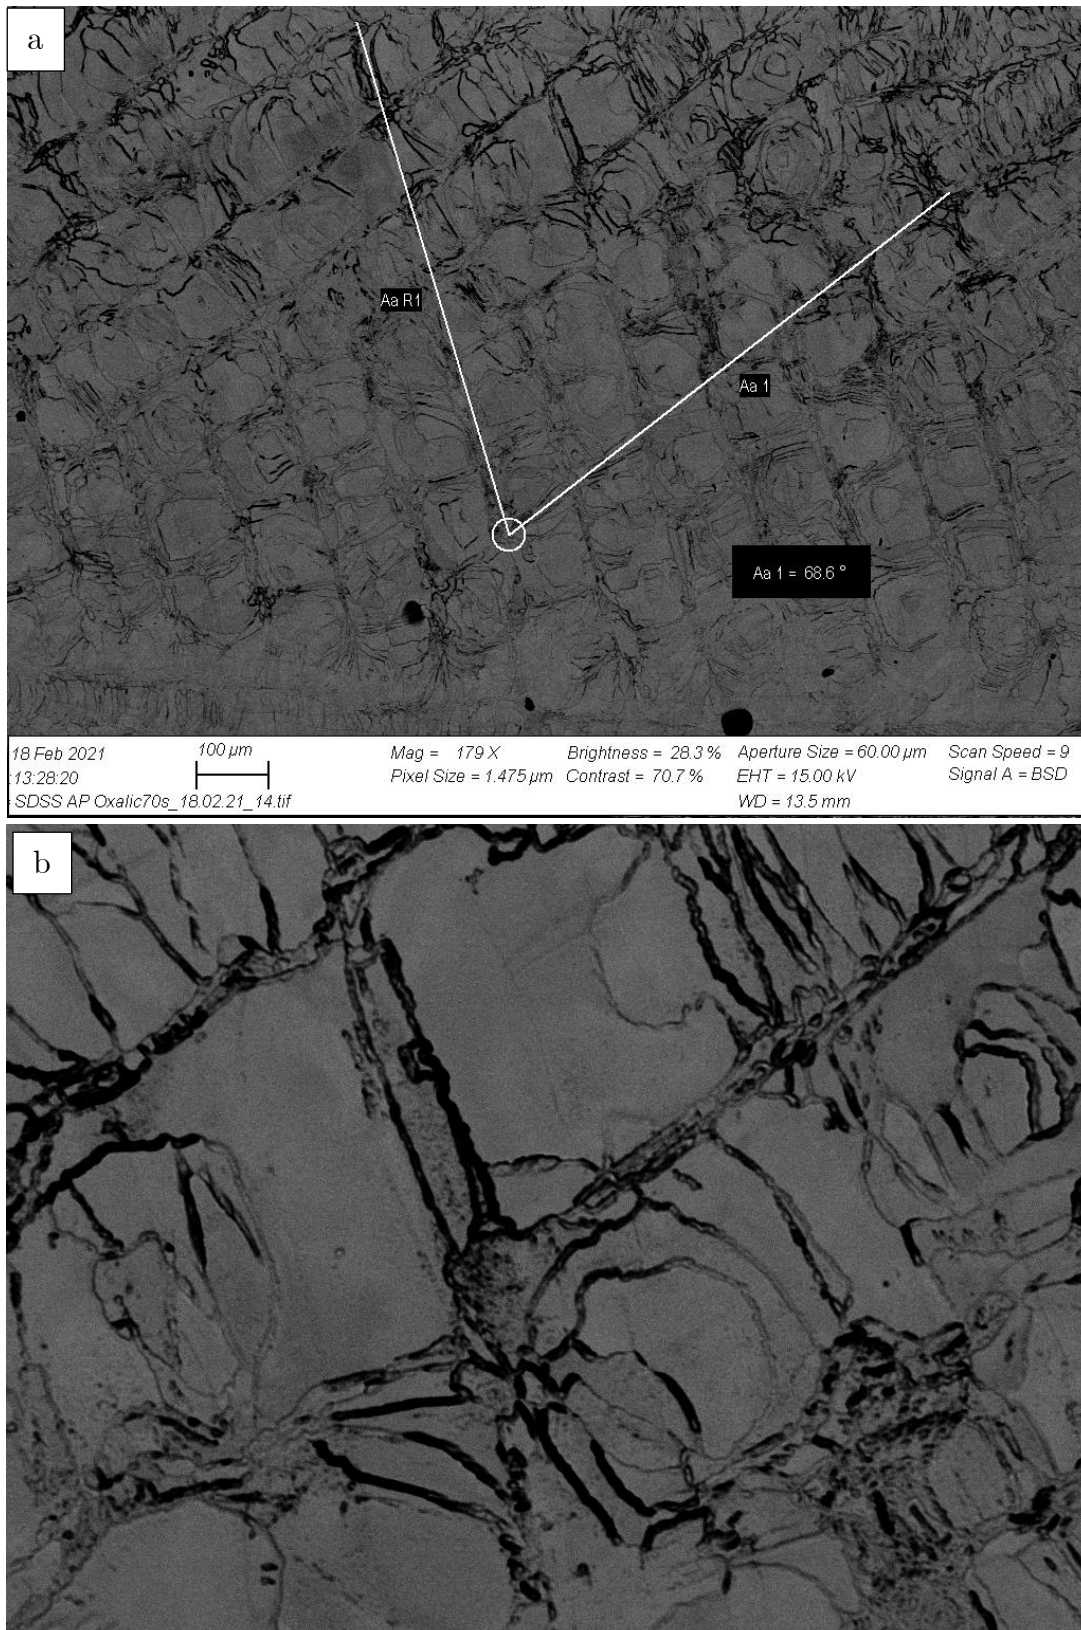 a
Aa R1
Aa 1
Aa 1 = 68.6 °
18 Feb 2021
100 µm
Mag = 179 X
Brightness = 28.3 %
Aperture Size = 60.00 µm
Scan Speed = 9
:13:28:20
Pixel Size = 1.475 µm
Contrast = 70.7 %
EHT = 15.00 kV
Signal A = BSD
SDSS AP Oxalic70s_18.02.21_14.tif
WD = 13.5 mm
b